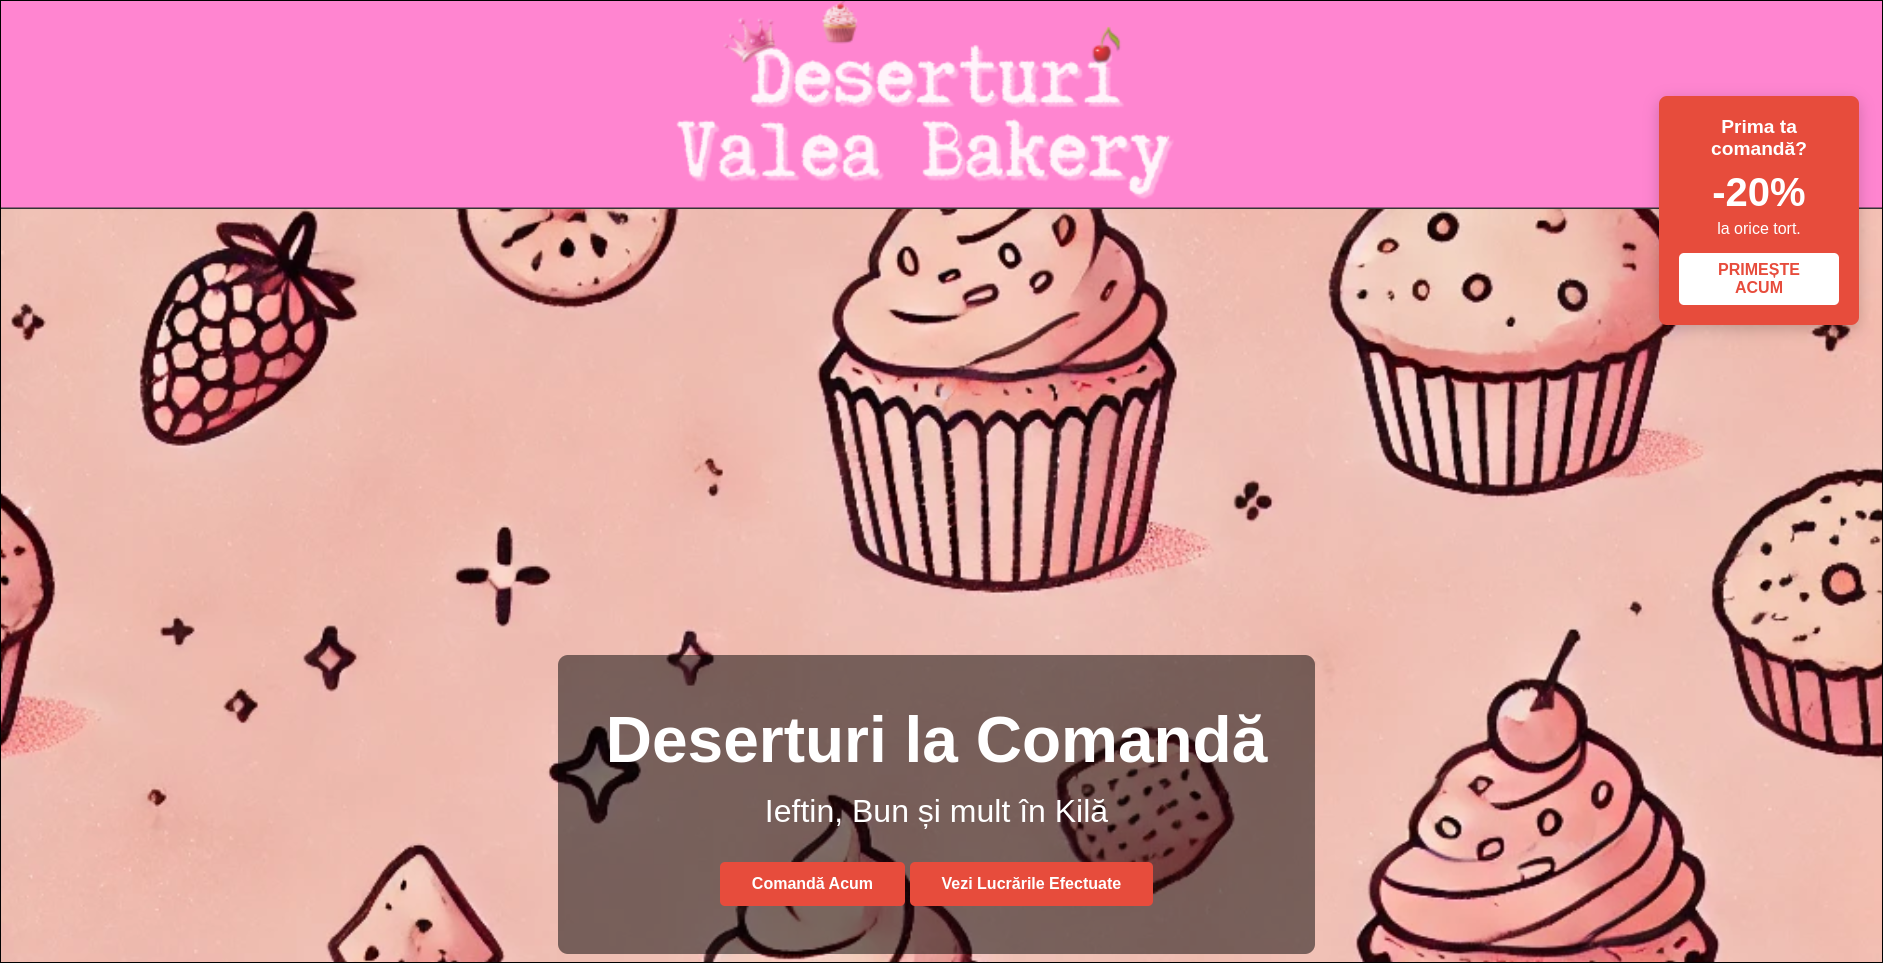 Deserturi
Valea Bakery
Prima ta
comandă?
-20%
la orice tort.
PRIMEȘTE
ACUM
Deserturi la Comandă
Ieftin, Bun și mult în Kilă
Comandă Acum
Vezi Lucrările Efectuate